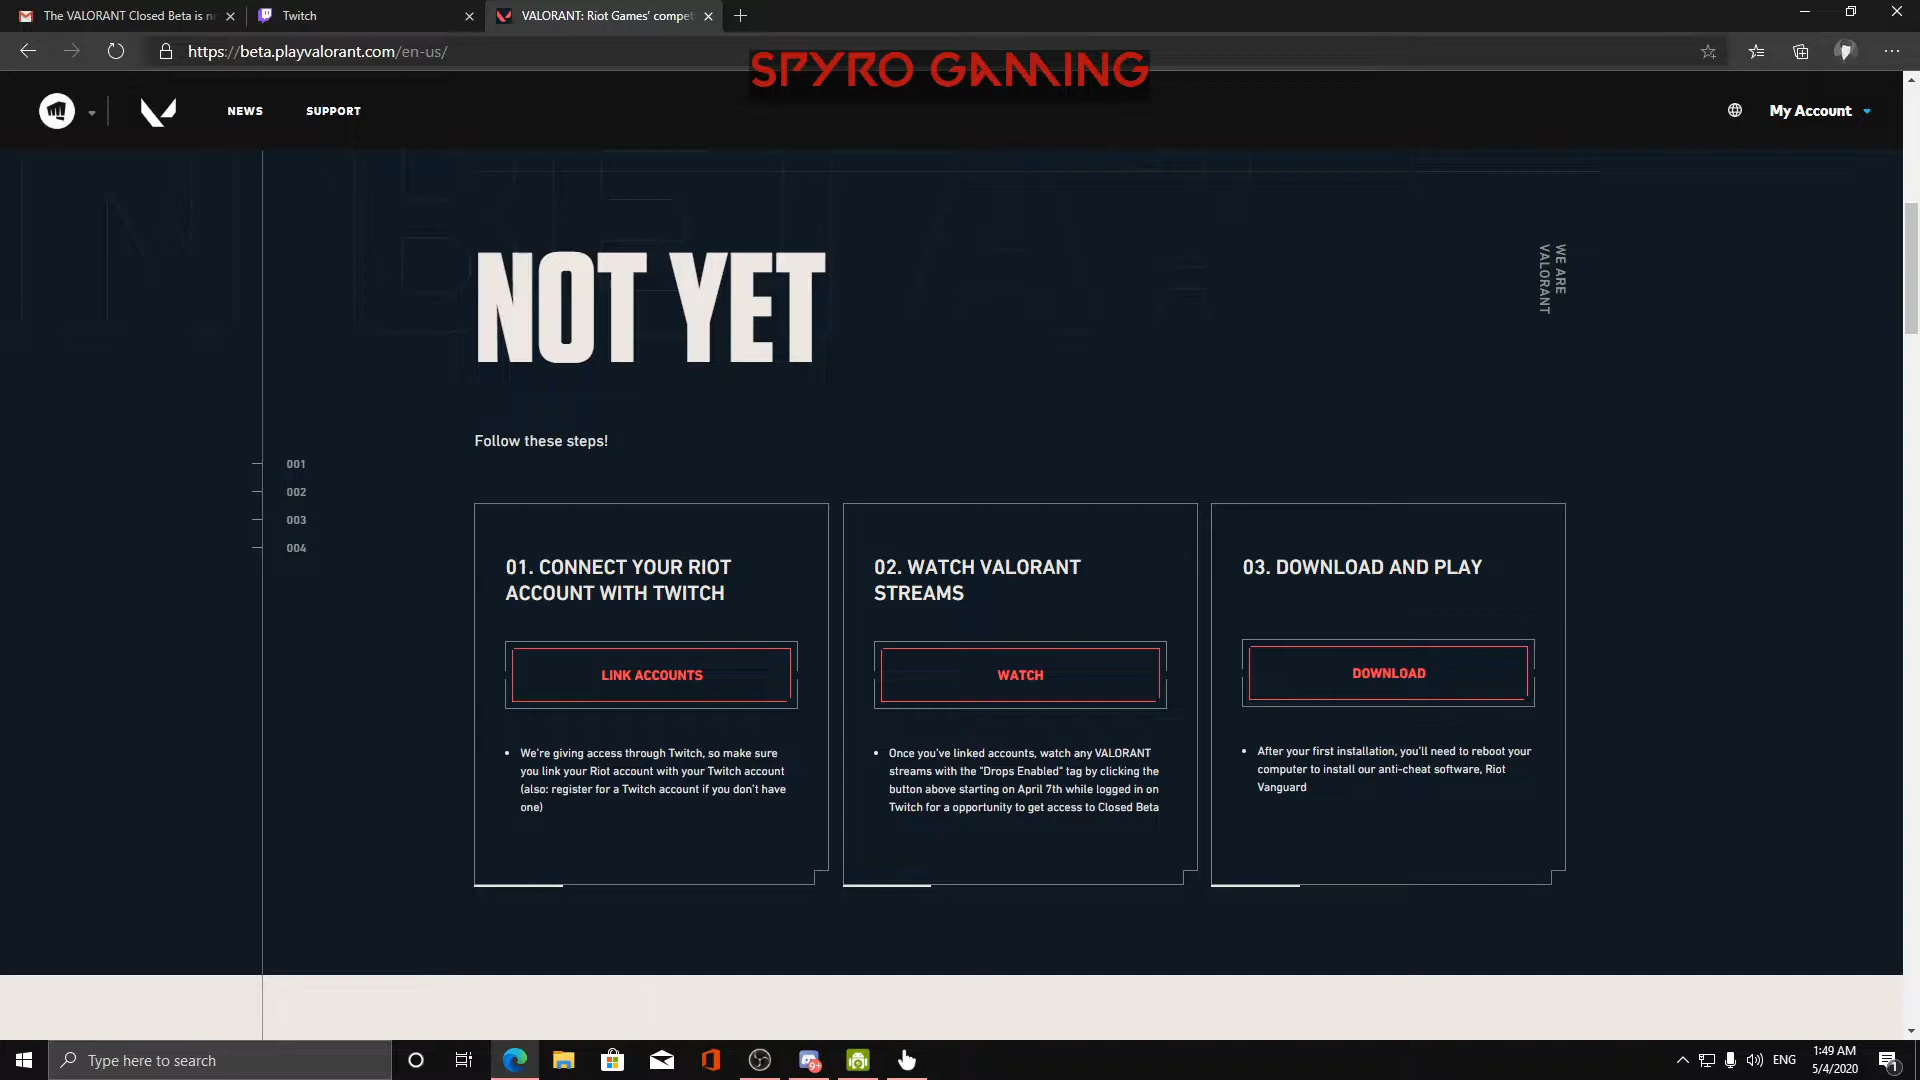 The VALORANT Closed Beta is n
Twitch
VALORANT: Riot Games' compet
https://beta.playvalorant.com/en-us/
SPYRO GAMING
NEWS
SUPPORT
My Account
NOT YET
WE ARE
VALORANT
Follow these steps!
001
002
003
004
01. CONNECT YOUR RIOT
ACCOUNT WITH TWITCH
LINK ACCOUNTS
• We're giving access through Twitch, so make sure
you link your Riot account with your Twitch account
(also: register for a Twitch account if you don't have
one)
02. WATCH VALORANT
STREAMS
WATCH
• Once you've linked accounts, watch any VALORANT
streams with the "Drops Enabled" tag by clicking the
button above starting on April 7th while logged in on
Twitch for a opportunity to get access to Closed Beta
03. DOWNLOAD AND PLAY
DOWNLOAD
• After your first installation, you'll need to reboot your
computer to install our anti-cheat software, Riot
Vanguard
Type here to search
9+
ENG
1:49 AM
5/4/2020
1